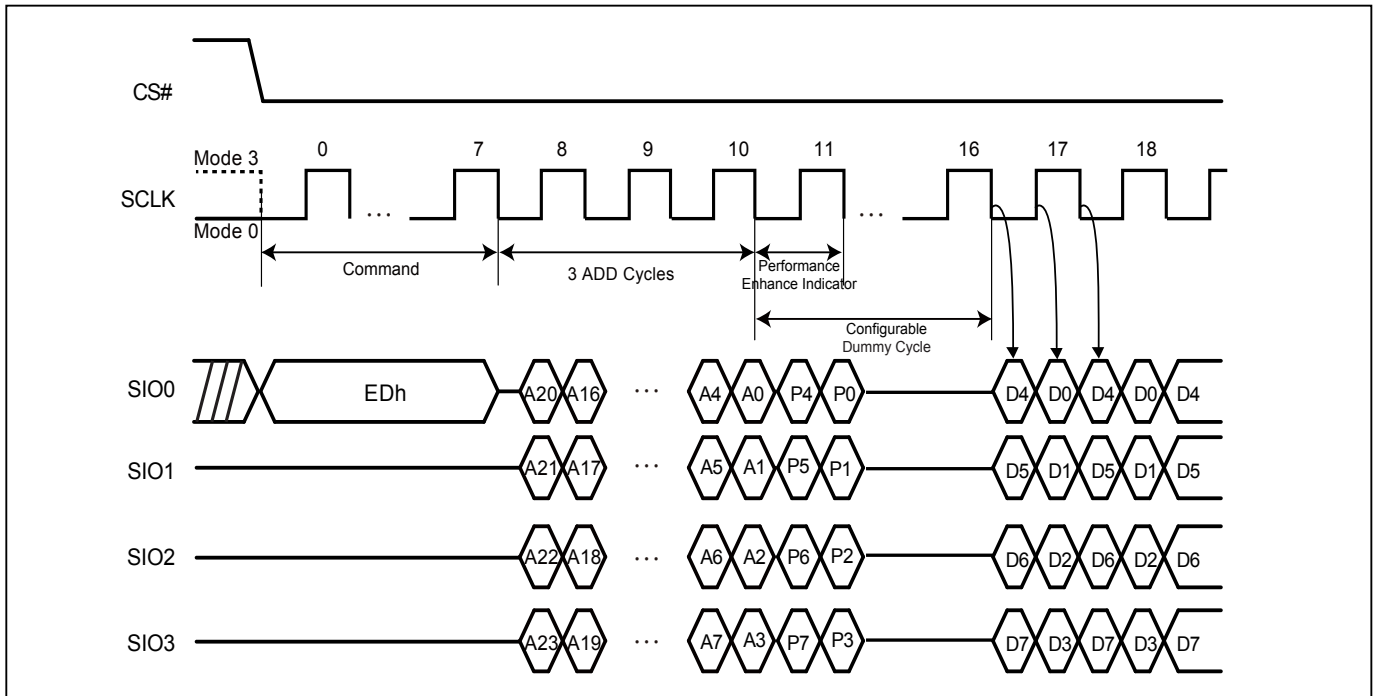 CS#
0 7 8 9 10 11 16 17 18
Mode 3
SCLK
... ...
Mode 0
Command
3 ADD Cycles
Performance
Enhance Indicator
Configurable
Dummy Cycle
SIO0 EDh A20 A16 ... A4 A0 P4 P0 D4 D0 D4 D0 D4
SIO1 A21 A17 ... A5 A1 P5 P1 D5 D1 D5 D1 D5
SIO2 A22 A18 ... A6 A2 P6 P2 D6 D2 D6 D2 D6
SIO3 A23 A19 ... A7 A3 P7 P3 D7 D3 D7 D3 D7